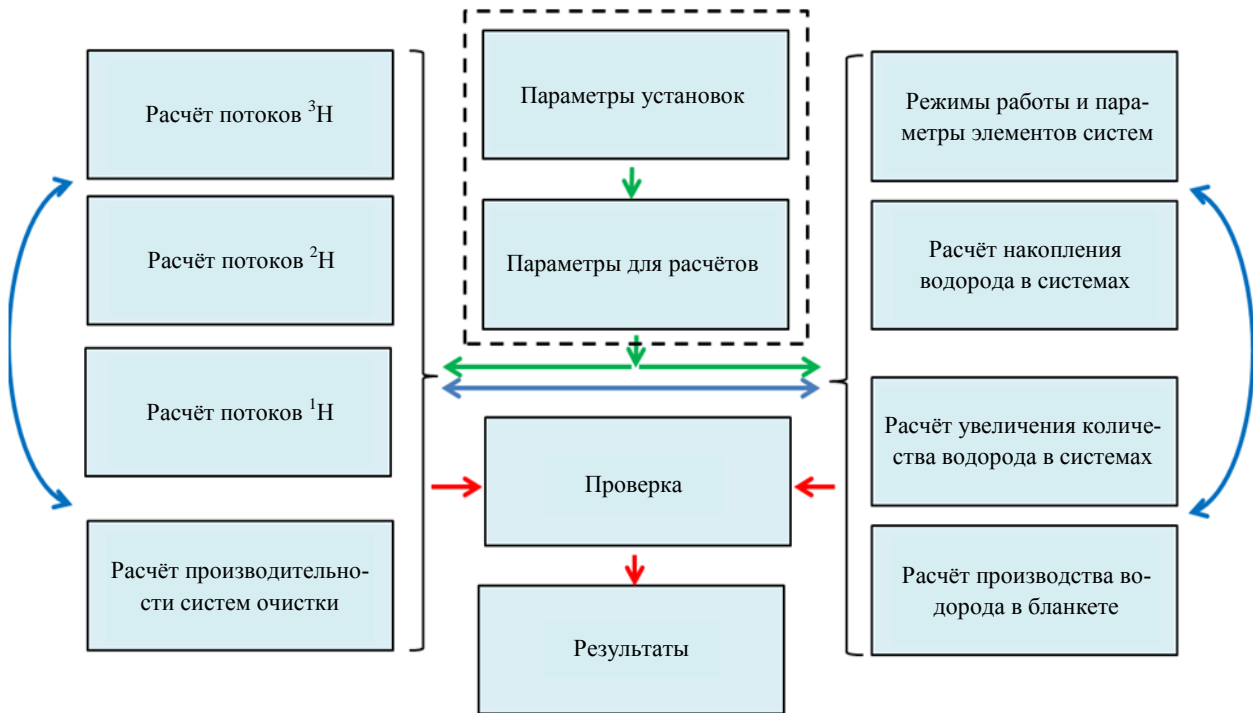 Расчёт потоков ³H
Расчёт потоков ²H
Расчёт потоков ¹H
Расчёт производительно-
сти систем очистки
Параметры установок
Параметры для расчётов
Проверка
Результаты
Режимы работы и пара-
метры элементов систем
Расчёт накопления
водорода в системах
Расчёт увеличения количе-
ства водорода в системах
Расчёт производства во-
дорода в бланкете